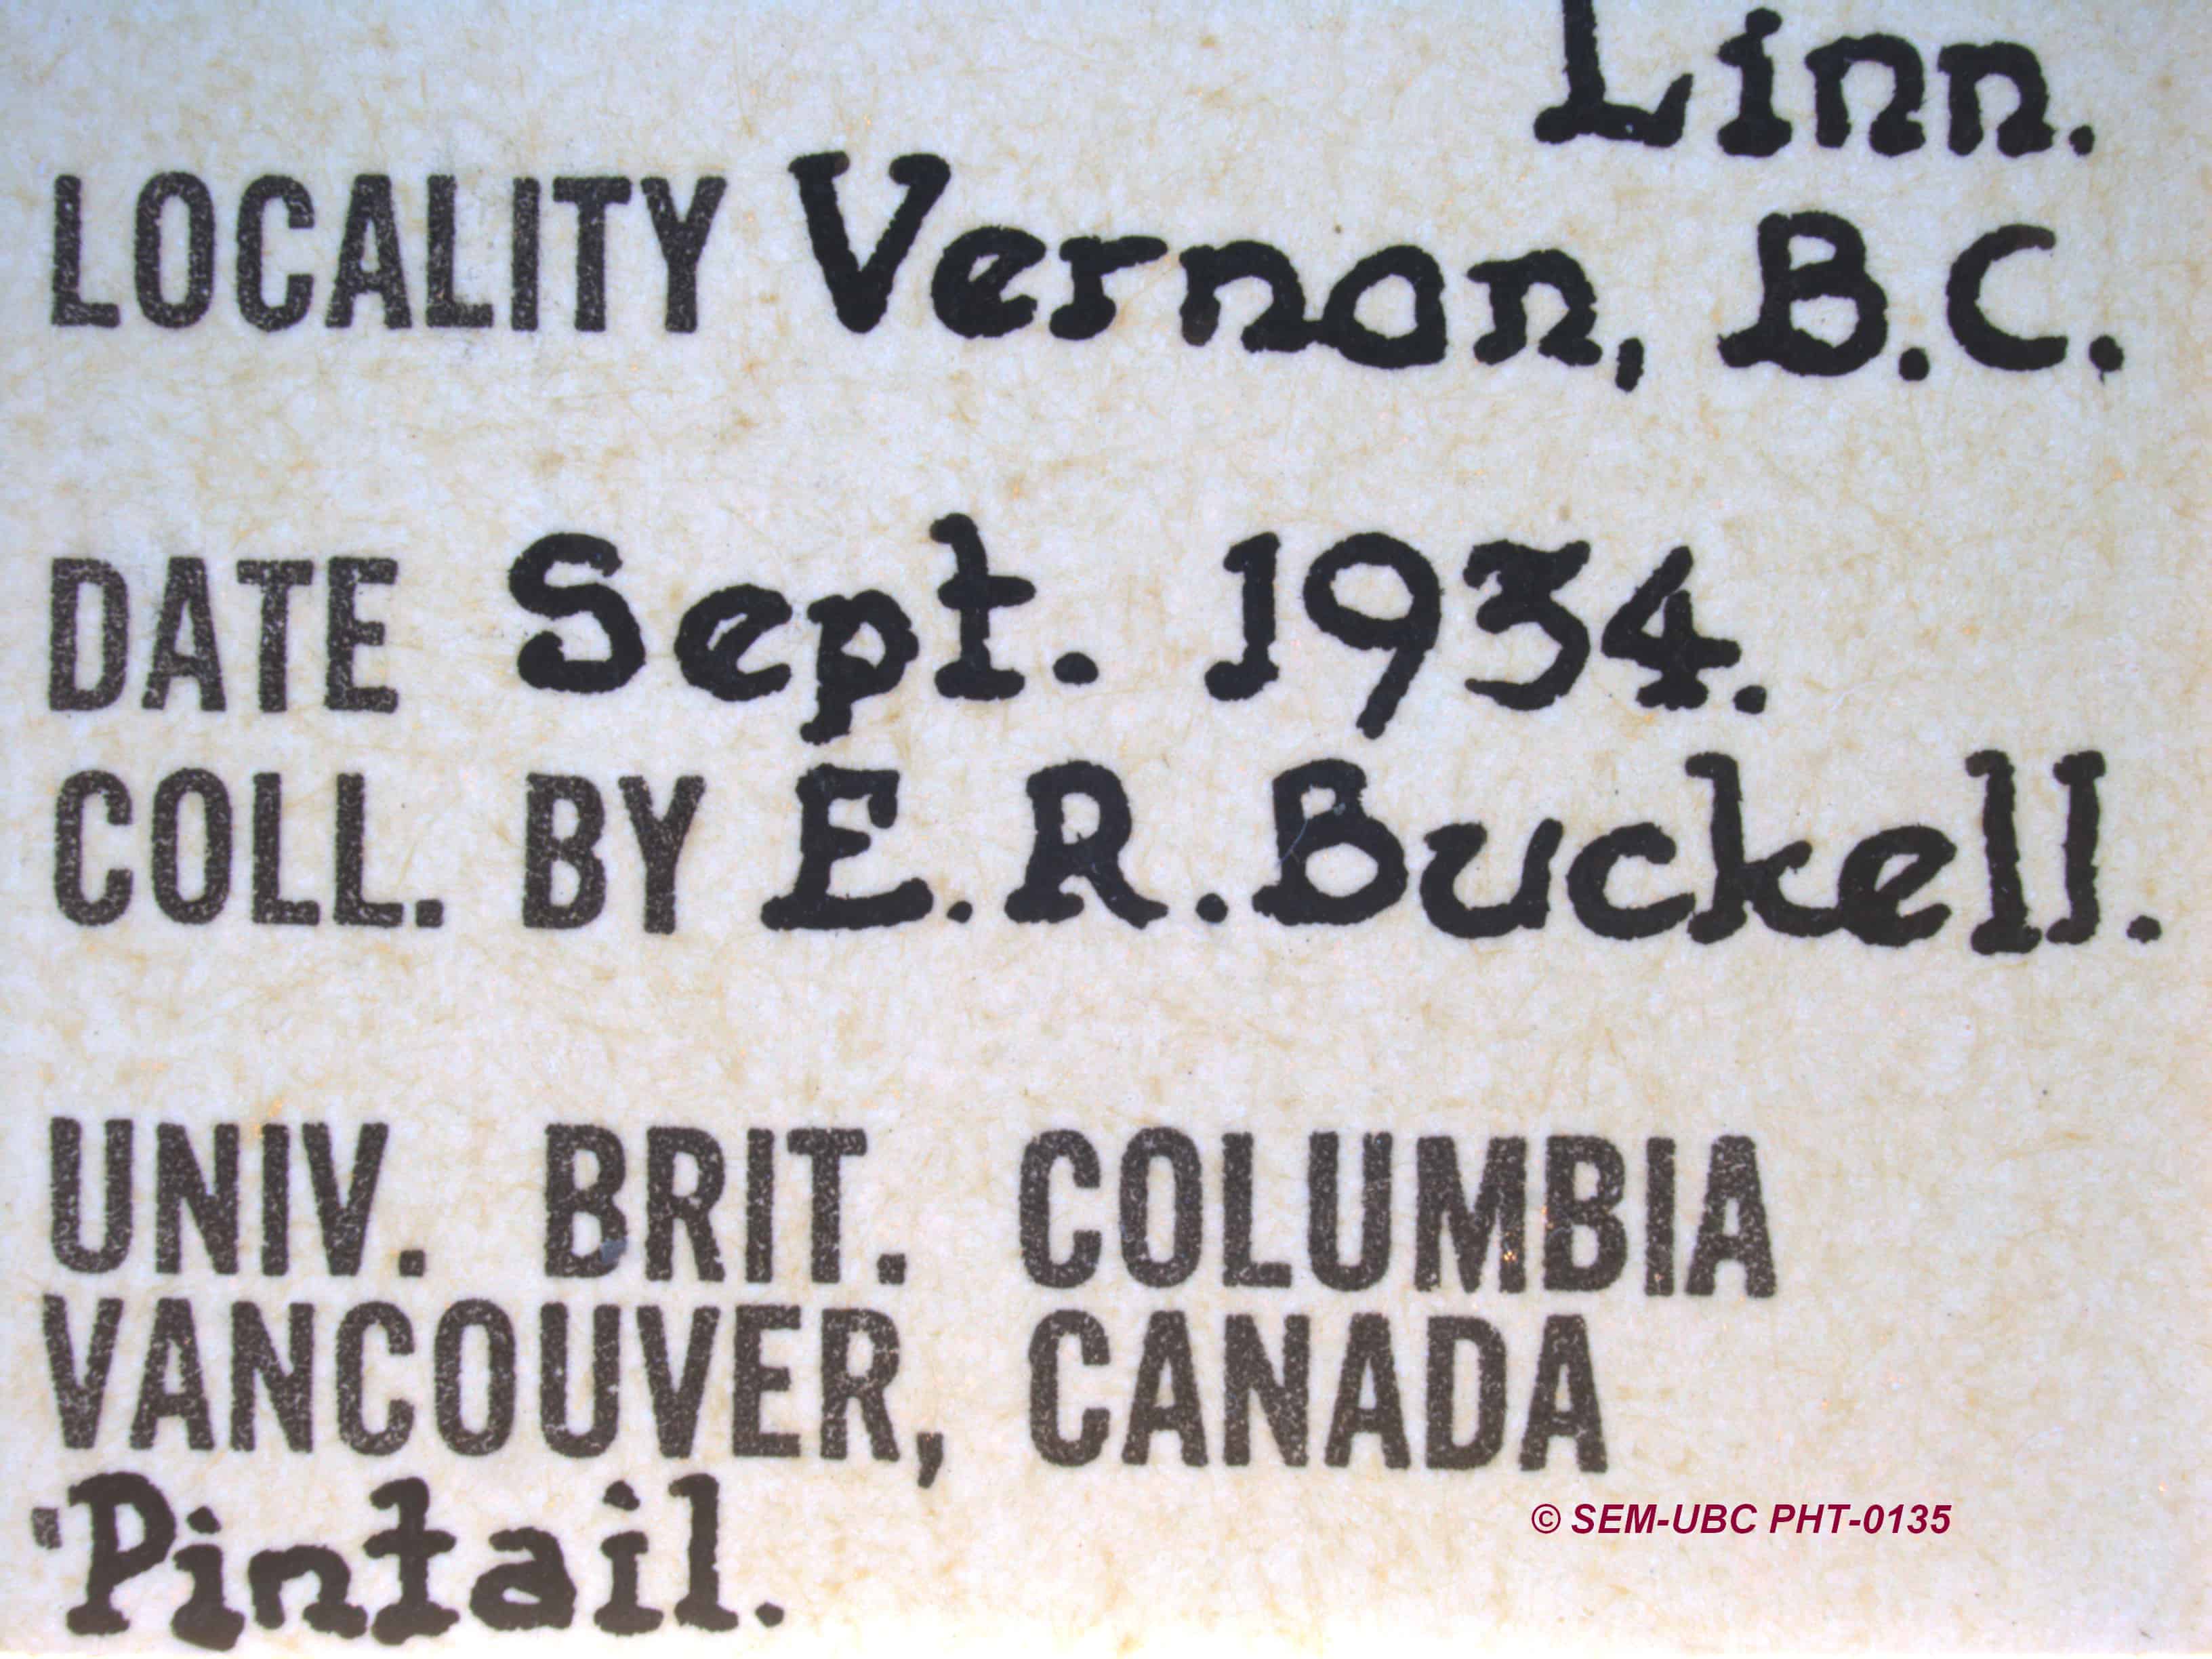 Linn.
LOCALITY Vernon, B.C.
DATE Sept. 1934.
COLL. BY E. R. Buckell.
UNIV. BRIT. COLUMBIA
VANCOUVER, CANADA
Pintail.
© SEM-UBC PHT-0135